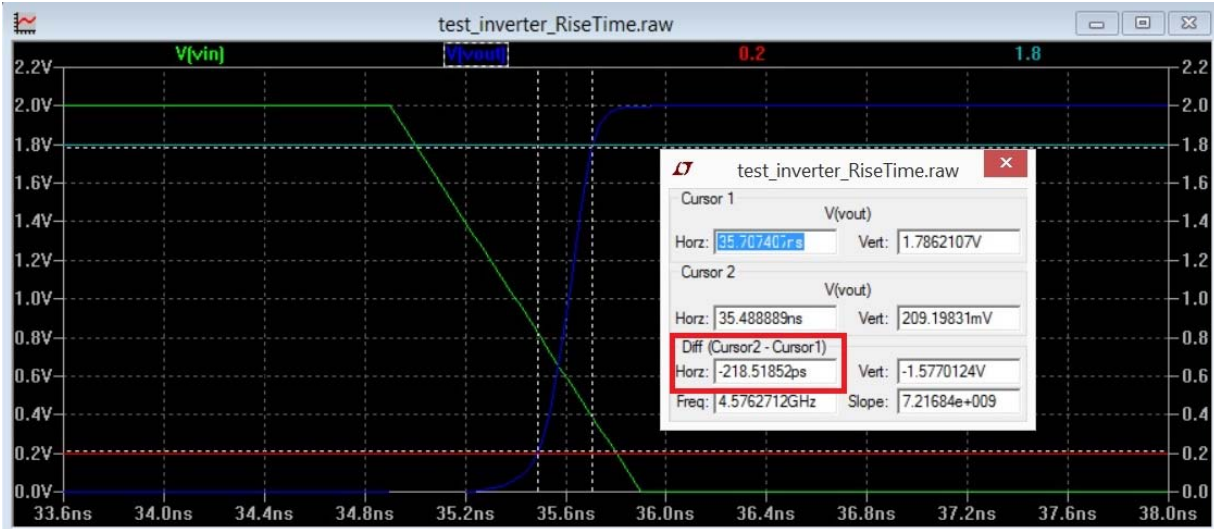 test_inverter_RiseTime.raw
V(vin) V(vout) 0.2 1.8
2.2V 2.2
2.0V 2.0
1.8V 1.8
1.6V 1.6
1.4V 1.4
1.2V 1.2
1.0V 1.0
0.8V 0.8
0.6V 0.6
0.4V 0.4
0.2V 0.2
0.0V 0.0
33.6ns 34.0ns 34.4ns 34.8ns 35.2ns 35.6ns 36.0ns 36.4ns 36.8ns 37.2ns 37.6ns 38.0ns
test_inverter_RiseTime.raw
Cursor 1
V(vout)
Horz: 35.707407ns Vert: 1.7862107V
Cursor 2
V(vout)
Horz: 35.488889ns Vert: 209.19831mV
Diff (Cursor2 - Cursor1)
Horz: -218.51852ps Vert: -1.5770124V
Freq: 4.5762712GHz Slope: 7.21684e+009